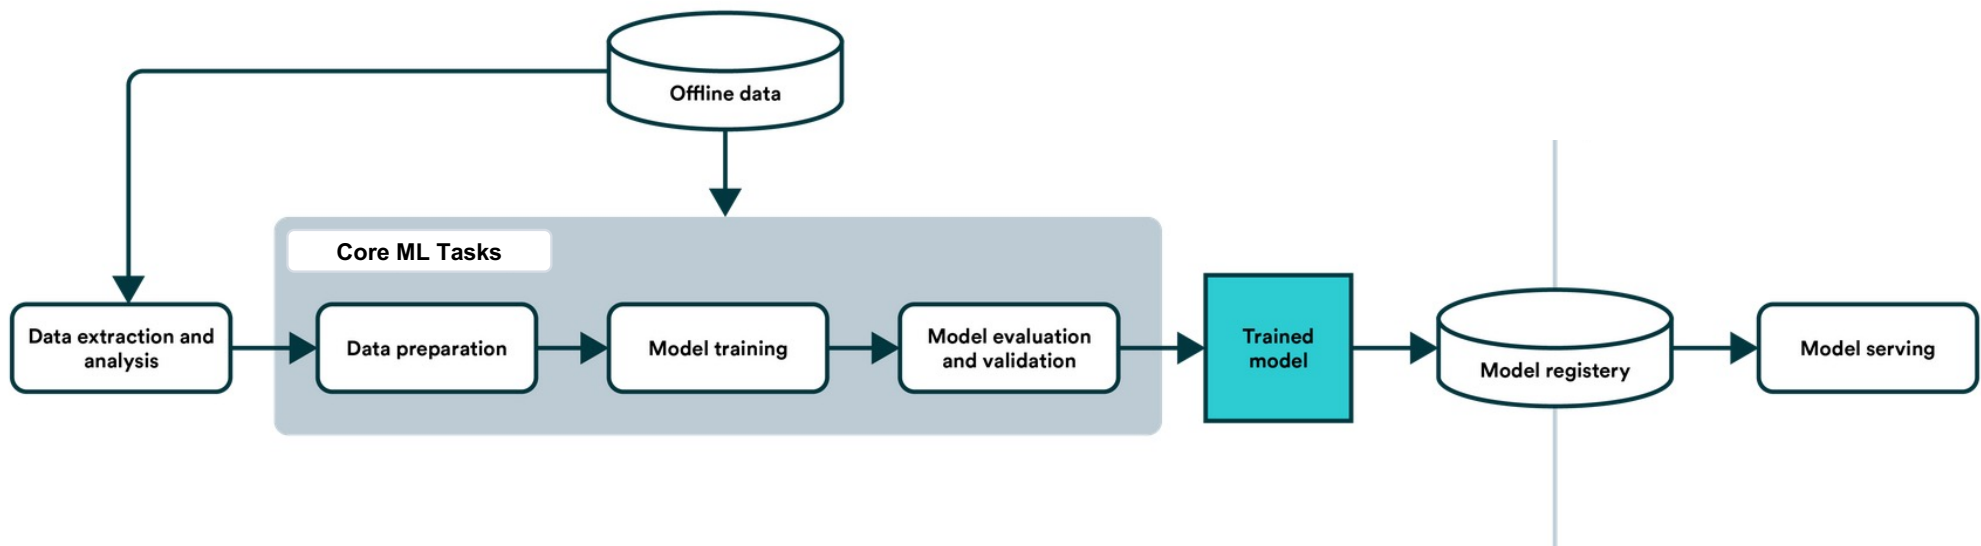 Offline data
Core ML Tasks
Data extraction and
analysis
Data preparation
Model training
Model evaluation
and validation
Trained
model
Model registery
Model serving